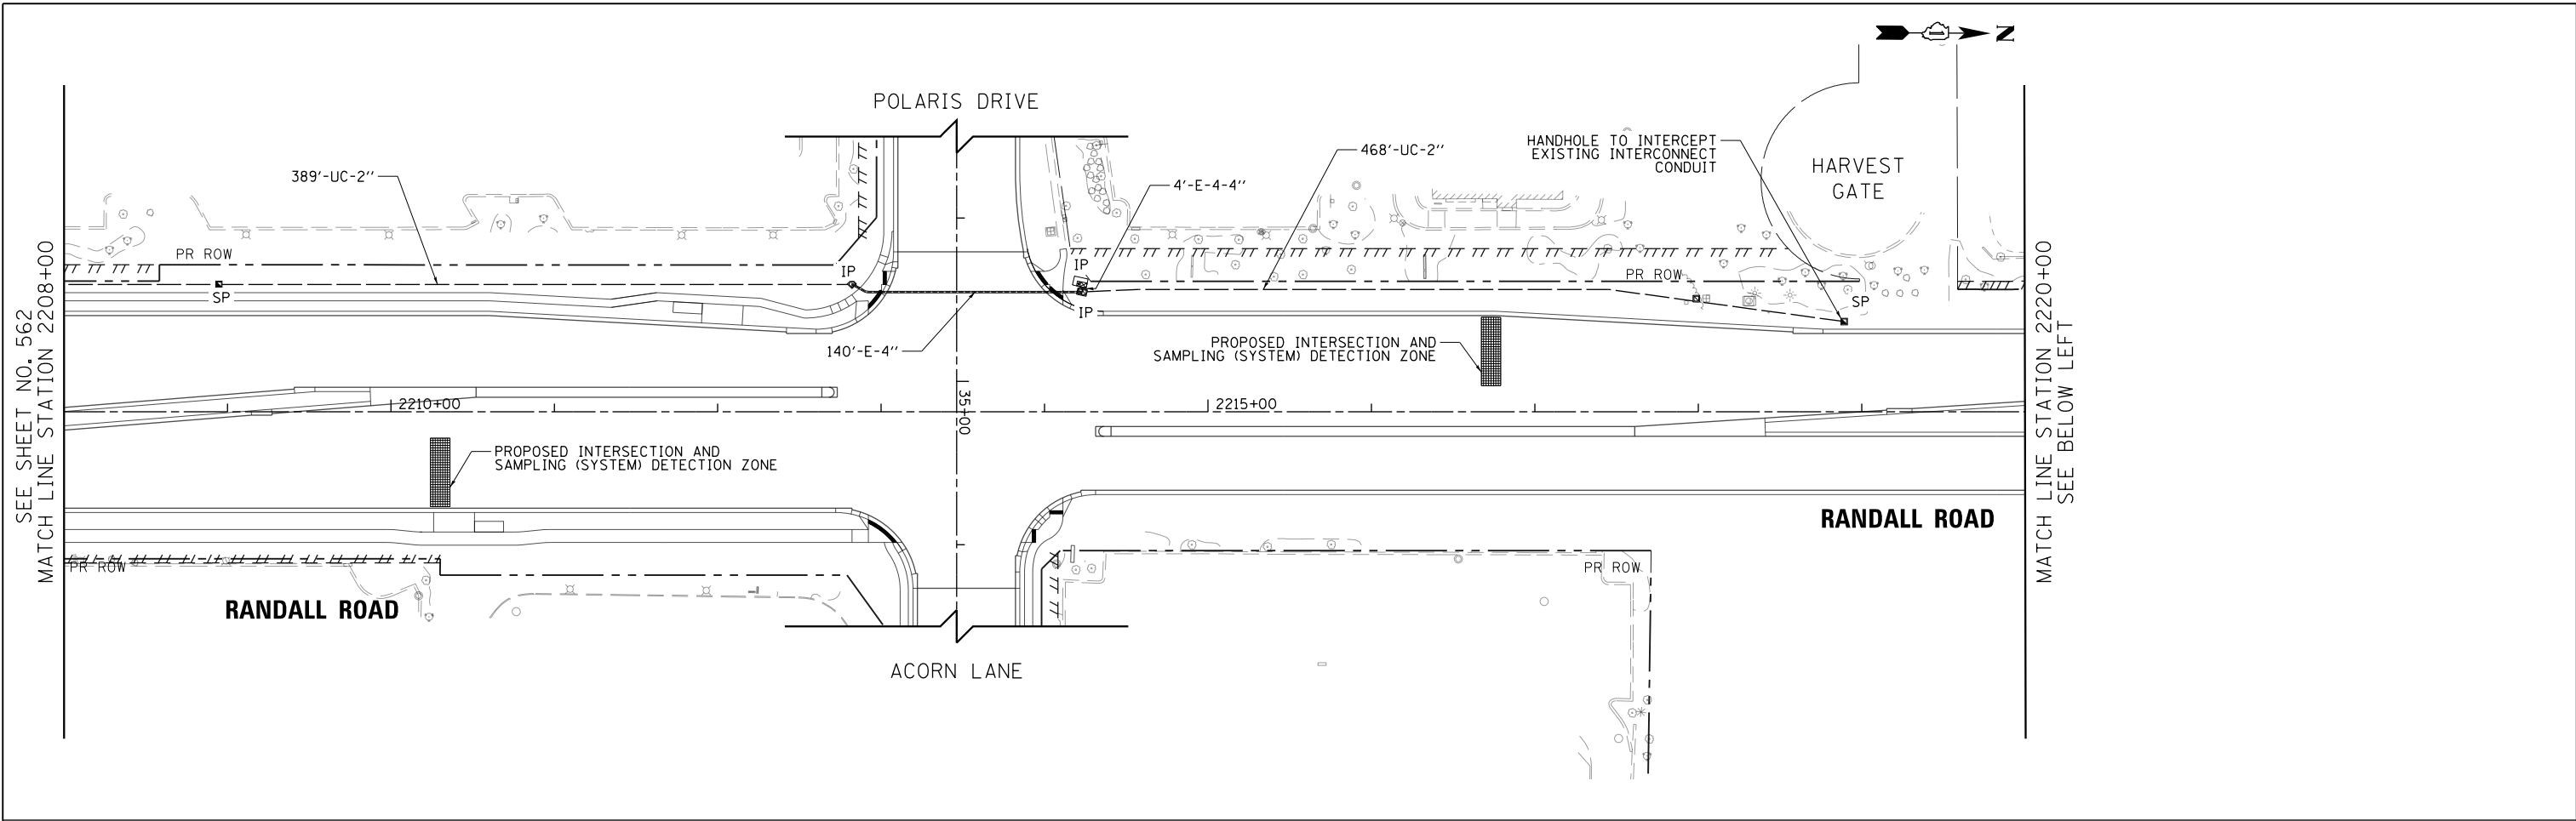 N
POLARIS DRIVE
389'-UC-2"
468'-UC-2"
4'-E-4-4"
HANDHOLE TO INTERCEPT
EXISTING INTERCONNECT
CONDUIT
HARVEST
GATE
PR ROW
IP
IP
PR ROW
SP
SP
IP
140'-E-4"
PROPOSED INTERSECTION AND
SAMPLING (SYSTEM) DETECTION ZONE
SEE SHEET NO. 562
MATCH LINE STATION 2208+00
MATCH LINE STATION 2220+00
SEE BELOW LEFT
2210+00
35+00
2215+00
PROPOSED INTERSECTION AND
SAMPLING (SYSTEM) DETECTION ZONE
RANDALL ROAD
PR ROW
PR ROW
RANDALL ROAD
ACORN LANE